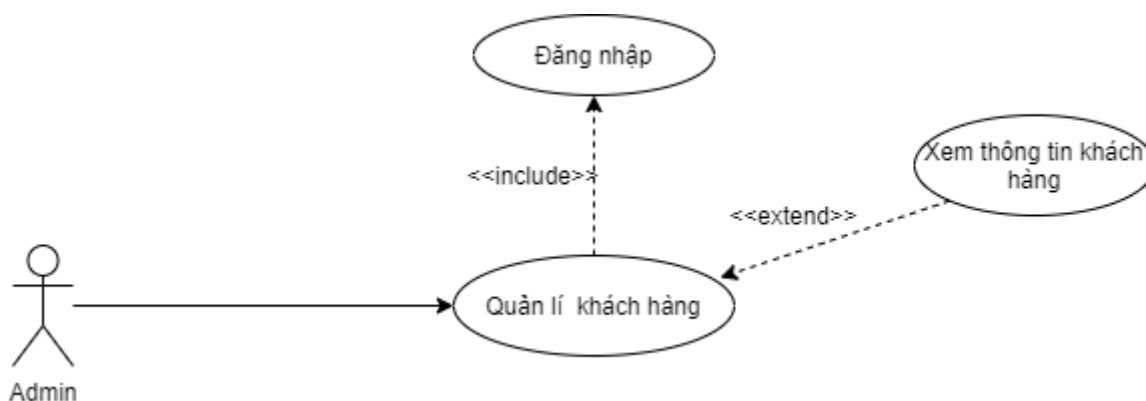 Đăng nhập
Xem thông tin khách
hàng
<<include>>
<<extend>>
Quản lí khách hàng
Admin